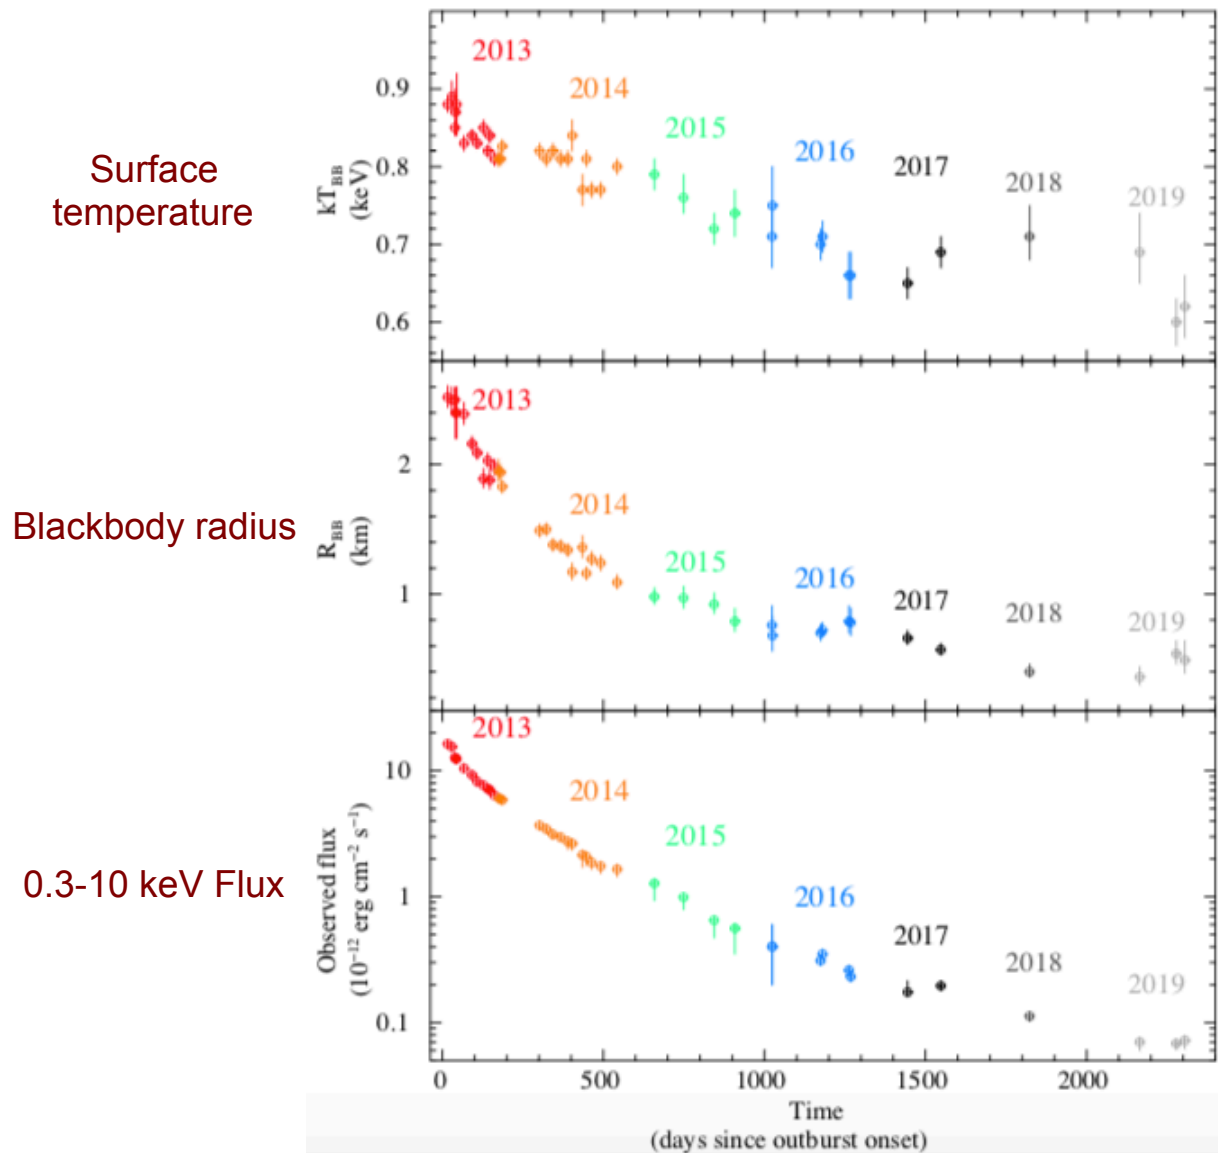 Surface
temperature
kT_BB
(keV)
0.9
0.8
0.7
0.6
2013
2014
2015
2016
2017
2018
2019
Blackbody radius
R_BB
(km)
2
1
2013
2014
2015
2016
2017
2018
2019
0.3-10 keV Flux
Observed flux
(10⁻¹² erg cm⁻² s⁻¹)
10
1
0.1
2013
2014
2015
2016
2017
2018
2019
0 500 1000 1500 2000
Time
(days since outburst onset)